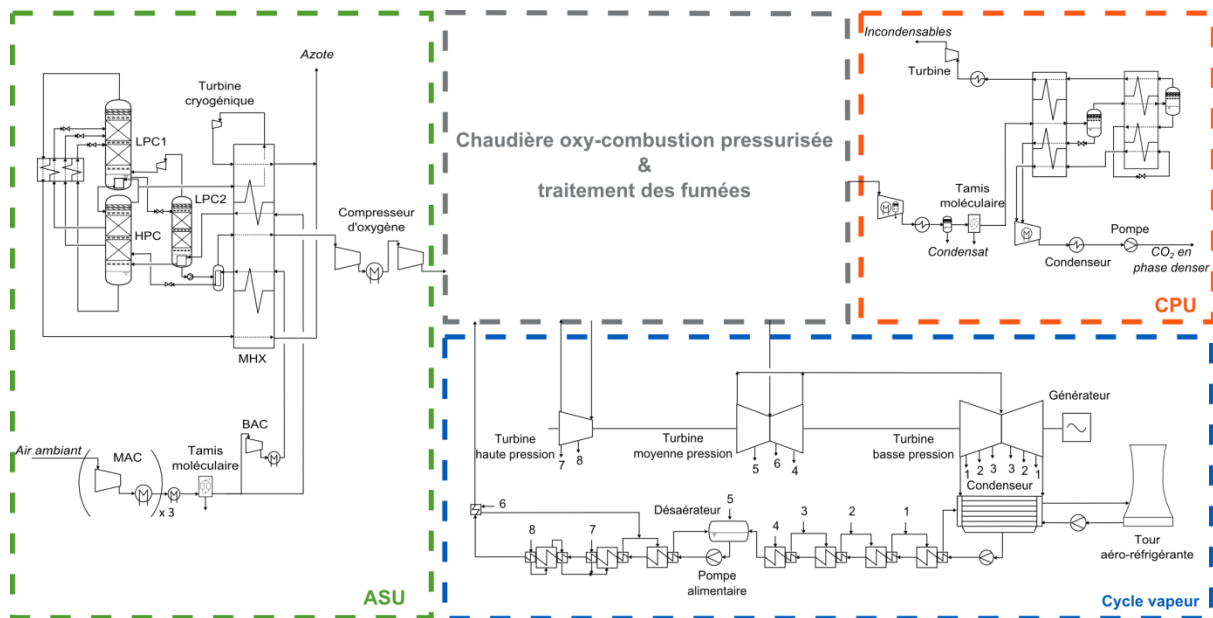 Azote
Turbine
cryogénique
LPC1
LPC2
HPC
Compresseur
d'oxygène
MHX
BAC
Air ambiant
MAC
Tamis
moléculaire
x 3
ASU
Chaudière oxy-combustion pressurisée
&
traitement des fumées
Incondensables
Turbine
Tamis
moléculaire
Condensat
Pompe
Condenseur
CO2 en
phase denser
CPU
Générateur
Turbine
haute pression
7
8
Turbine
moyenne pression
5
6
4
Turbine
basse pression
1
2
3
3
2
1
Condenseur
6
Désaérateur
5
8
7
4
3
2
1
Pompe
alimentaire
Tour
aéro-réfrigérante
Cycle vapeur